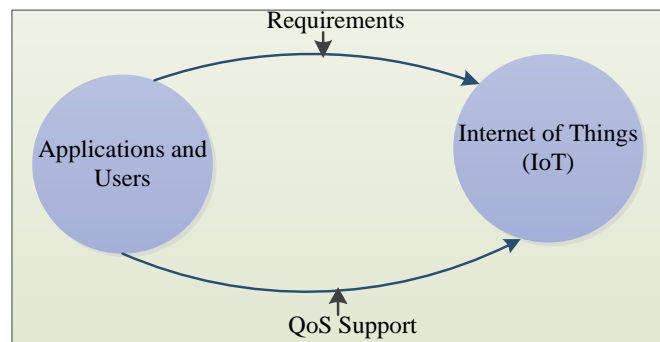 Requirements
Applications and
Users
Internet of Things
(IoT)
QoS Support